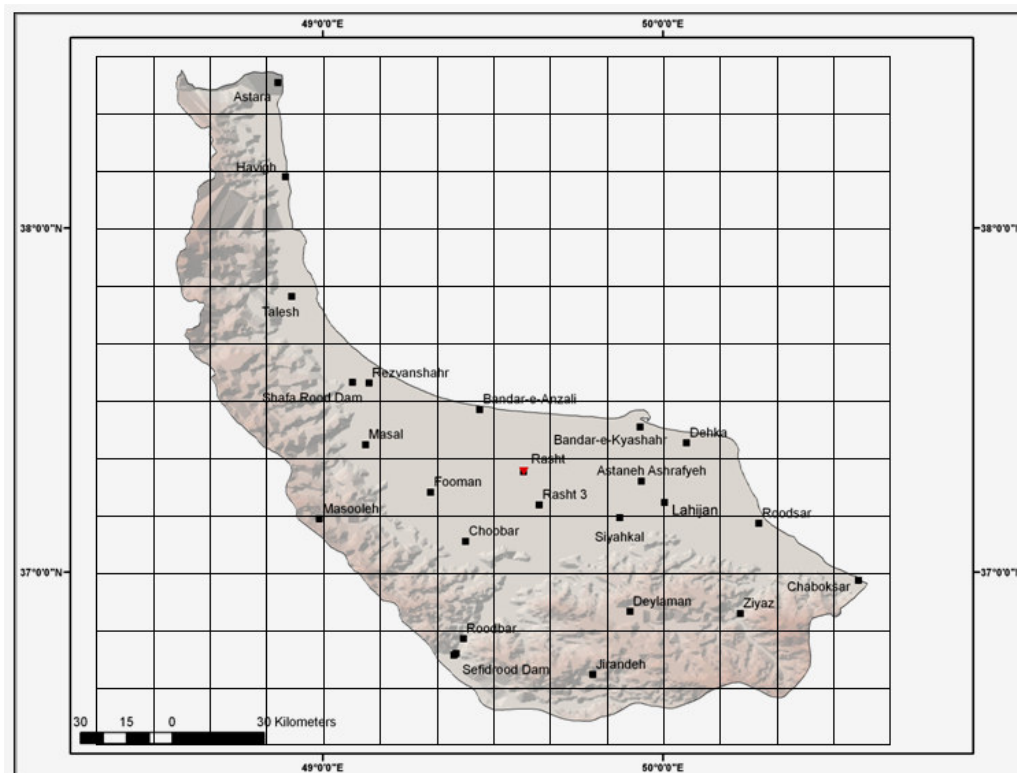 49°0'0"E
50°0'0"E
Astara
Havigh
38°0'0"N
38°0'0"N
Talesh
Rezvanshahr
Shafa Rood Dam
Bandar-e-Anzali
Masal
Bandar-e-Kyashahr
Dehka
Rasht
Astaneh Ashrafyeh
Fooman
Rasht 3
Lahijan
Masooleh
Roodsar
Choobar
Siyahkal
37°0'0"N
37°0'0"N
Chaboksar
Deylaman
Ziyaz
Roodbar
Sefidrood Dam
Jirandeh
30 15 0 30 Kilometers
49°0'0"E
50°0'0"E